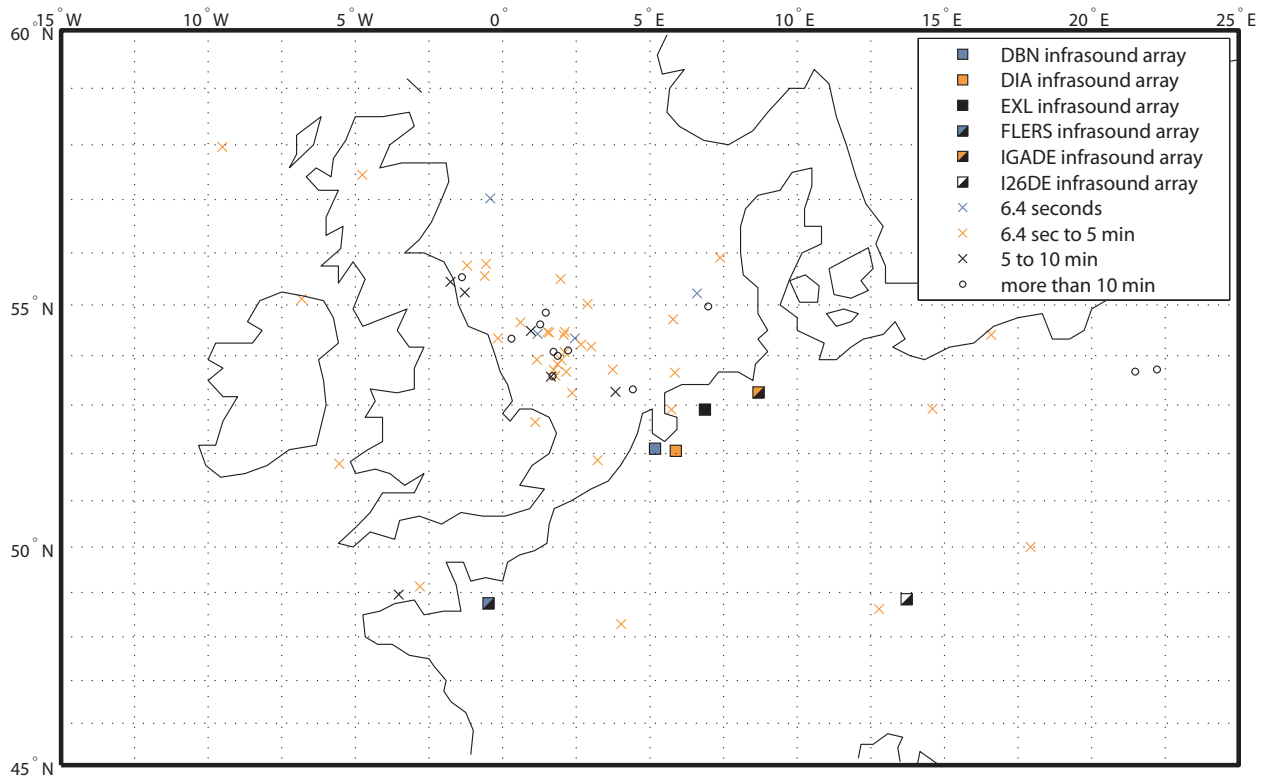 15° W 10° W 5° W 0° 5° E 10° E 15° E 20° E 25° E
60° N
DBN infrasound array
DIA infrasound array
EXL infrasound array
FLERS infrasound array
IGADE infrasound array
I26DE infrasound array
6.4 seconds
6.4 sec to 5 min
5 to 10 min
more than 10 min
55° N
50° N
45° N